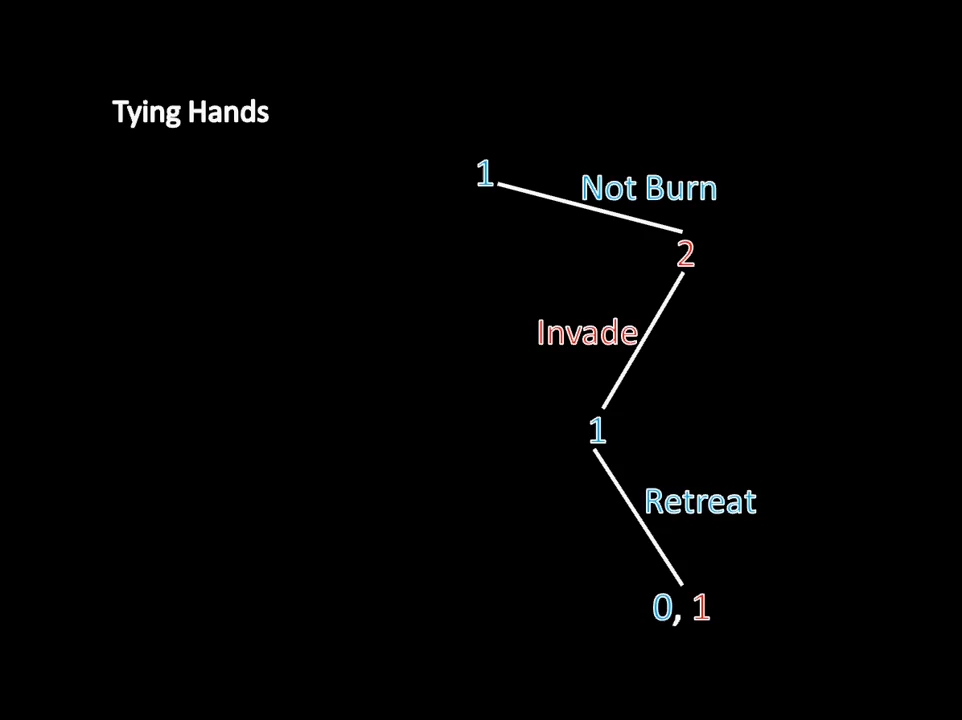 Tying Hands
1
Not Burn
2
Invade
1
Retreat
0, 1